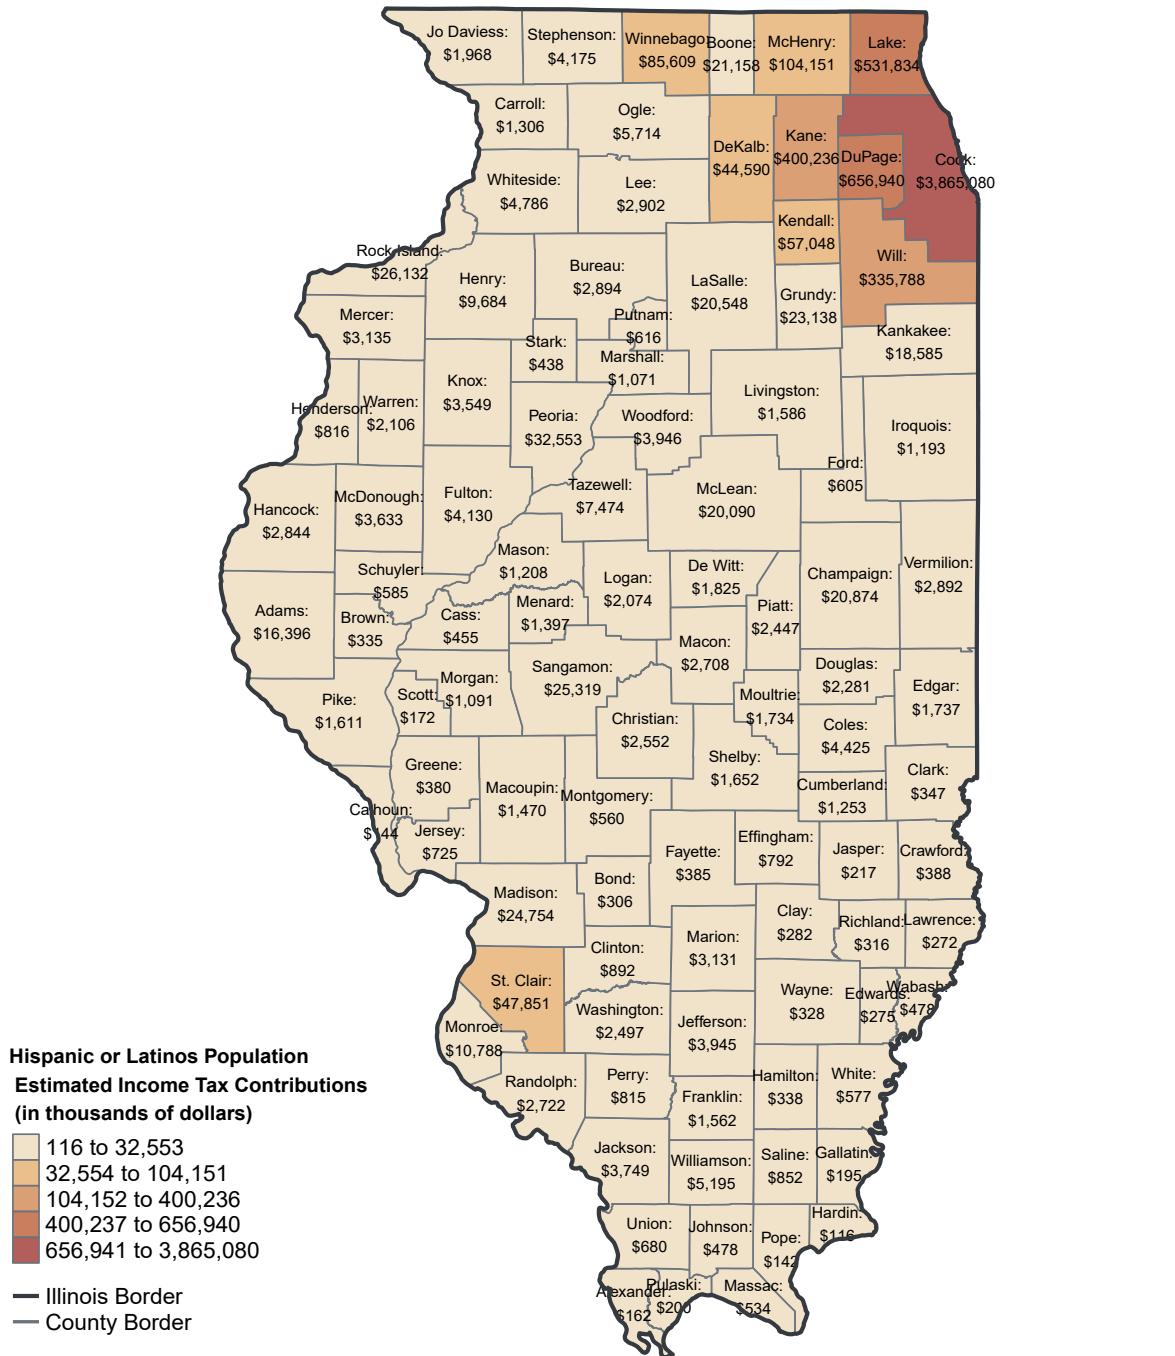 Jo Daviess:
$1,968
Stephenson:
$4,175
Winnebago:
$85,609
Boone:
$21,158
McHenry:
$104,151
Lake:
$531,834
Carroll:
$1,306
Ogle:
$5,714
DeKalb:
$44,590
Kane:
$400,236
DuPage:
$656,940
Cook:
$3,865,080
Whiteside:
$4,786
Lee:
$2,902
Kendall:
$57,048
Will:
$335,788
Rock Island:
$26,132
Henry:
$9,684
Bureau:
$2,894
LaSalle:
$20,548
Grundy:
$23,138
Mercer:
$3,135
Putnam:
$616
Kankakee:
$18,585
Stark:
$438
Marshall:
$1,071
Knox:
$3,549
Livingston:
$1,586
Henderson:
$816
Warren:
$2,106
Peoria:
$32,553
Woodford:
$3,946
Iroquois:
$1,193
Ford:
$605
Hancock:
$2,844
McDonough:
$3,633
Fulton:
$4,130
Tazewell:
$7,474
McLean:
$20,090
Mason:
$1,208
Schuyler:
$585
Logan:
$2,074
De Witt:
$1,825
Champaign:
$20,874
Vermilion:
$2,892
Adams:
$16,396
Brown:
$335
Cass:
$455
Menard:
$1,397
Piatt:
$2,447
Macon:
$2,708
Sangamon:
$25,319
Douglas:
$2,281
Morgan:
$1,091
Scott:
$172
Pike:
$1,611
Moultrie:
$1,734
Edgar:
$1,737
Christian:
$2,552
Coles:
$4,425
Shelby:
$1,652
Greene:
$380
Macoupin:
$1,470
Montgomery:
$560
Cumberland:
$1,253
Clark:
$347
Calhoun:
$144
Jersey:
$725
Fayette:
$385
Effingham:
$792
Jasper:
$217
Crawford:
$388
Madison:
$24,754
Bond:
$306
Clay:
$282
Richland:
$316
Lawrence:
$272
Marion:
$3,131
Clinton:
$892
St. Clair:
$47,851
Wayne:
$328
Edwards:
$275
Wabash:
$478
Washington:
$2,497
Jefferson:
$3,945
Monroe:
$10,788
Randolph:
$2,722
Perry:
$815
Hamilton:
$338
White:
$577
Franklin:
$1,562
Jackson:
$3,749
Williamson:
$5,195
Saline:
$852
Gallatin:
$195
Union:
$680
Johnson:
$478
Pope:
$142
Hardin:
$116
Alexander:
$162
Pulaski:
$200
Massac:
$534
Hispanic or Latinos Population
Estimated Income Tax Contributions
(in thousands of dollars)
116 to 32,553
32,554 to 104,151
104,152 to 400,236
400,237 to 656,940
656,941 to 3,865,080
Illinois Border
County Border